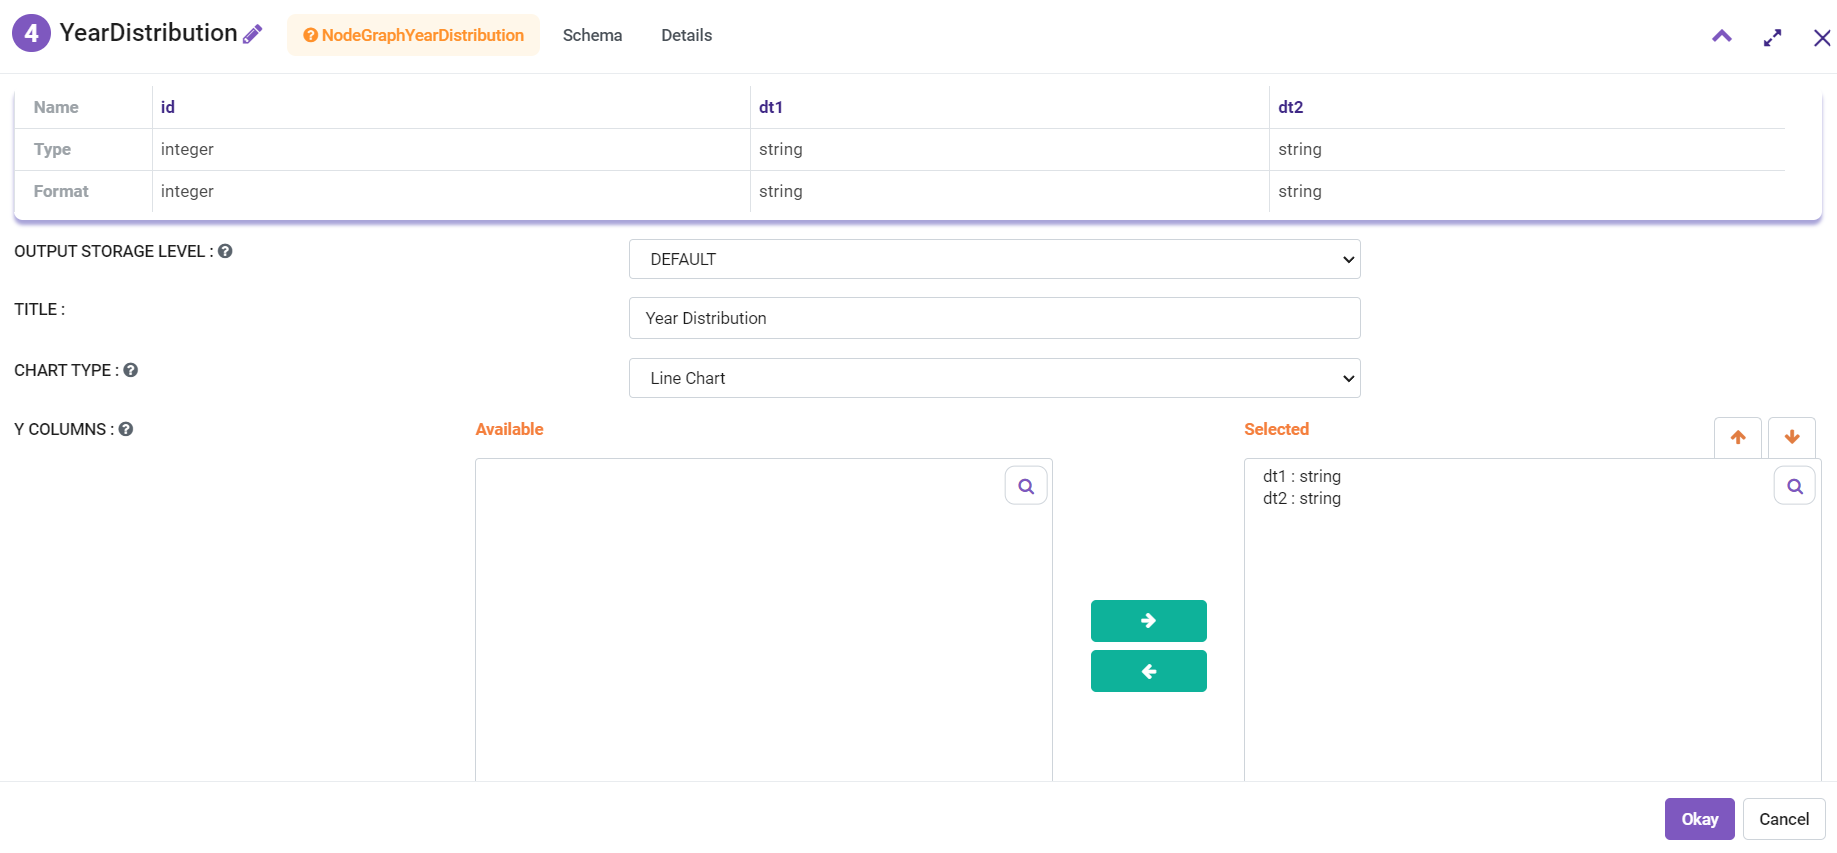 4 YearDistribution NodeGraphYearDistribution Schema Details
Name id dt1 dt2
Type integer string string
Format integer string string
OUTPUT STORAGE LEVEL : DEFAULT
TITLE : Year Distribution
CHART TYPE : Line Chart
Y COLUMNS : Available Selected
dt1 : string
dt2 : string
Okay Cancel